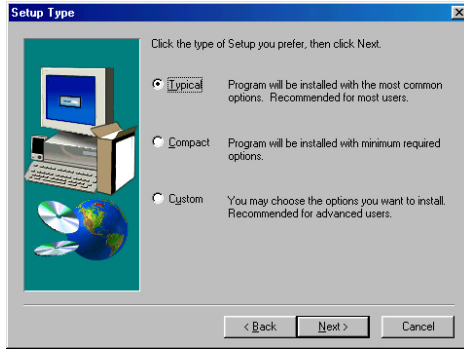 Setup Type
Click the type of Setup you prefer, then click Next.
Typical
Program will be installed with the most common
options. Recommended for most users.
Compact
Program will be installed with minimum required
options.
Custom
You may choose the options you want to install.
Recommended for advanced users.
< Back
Next >
Cancel